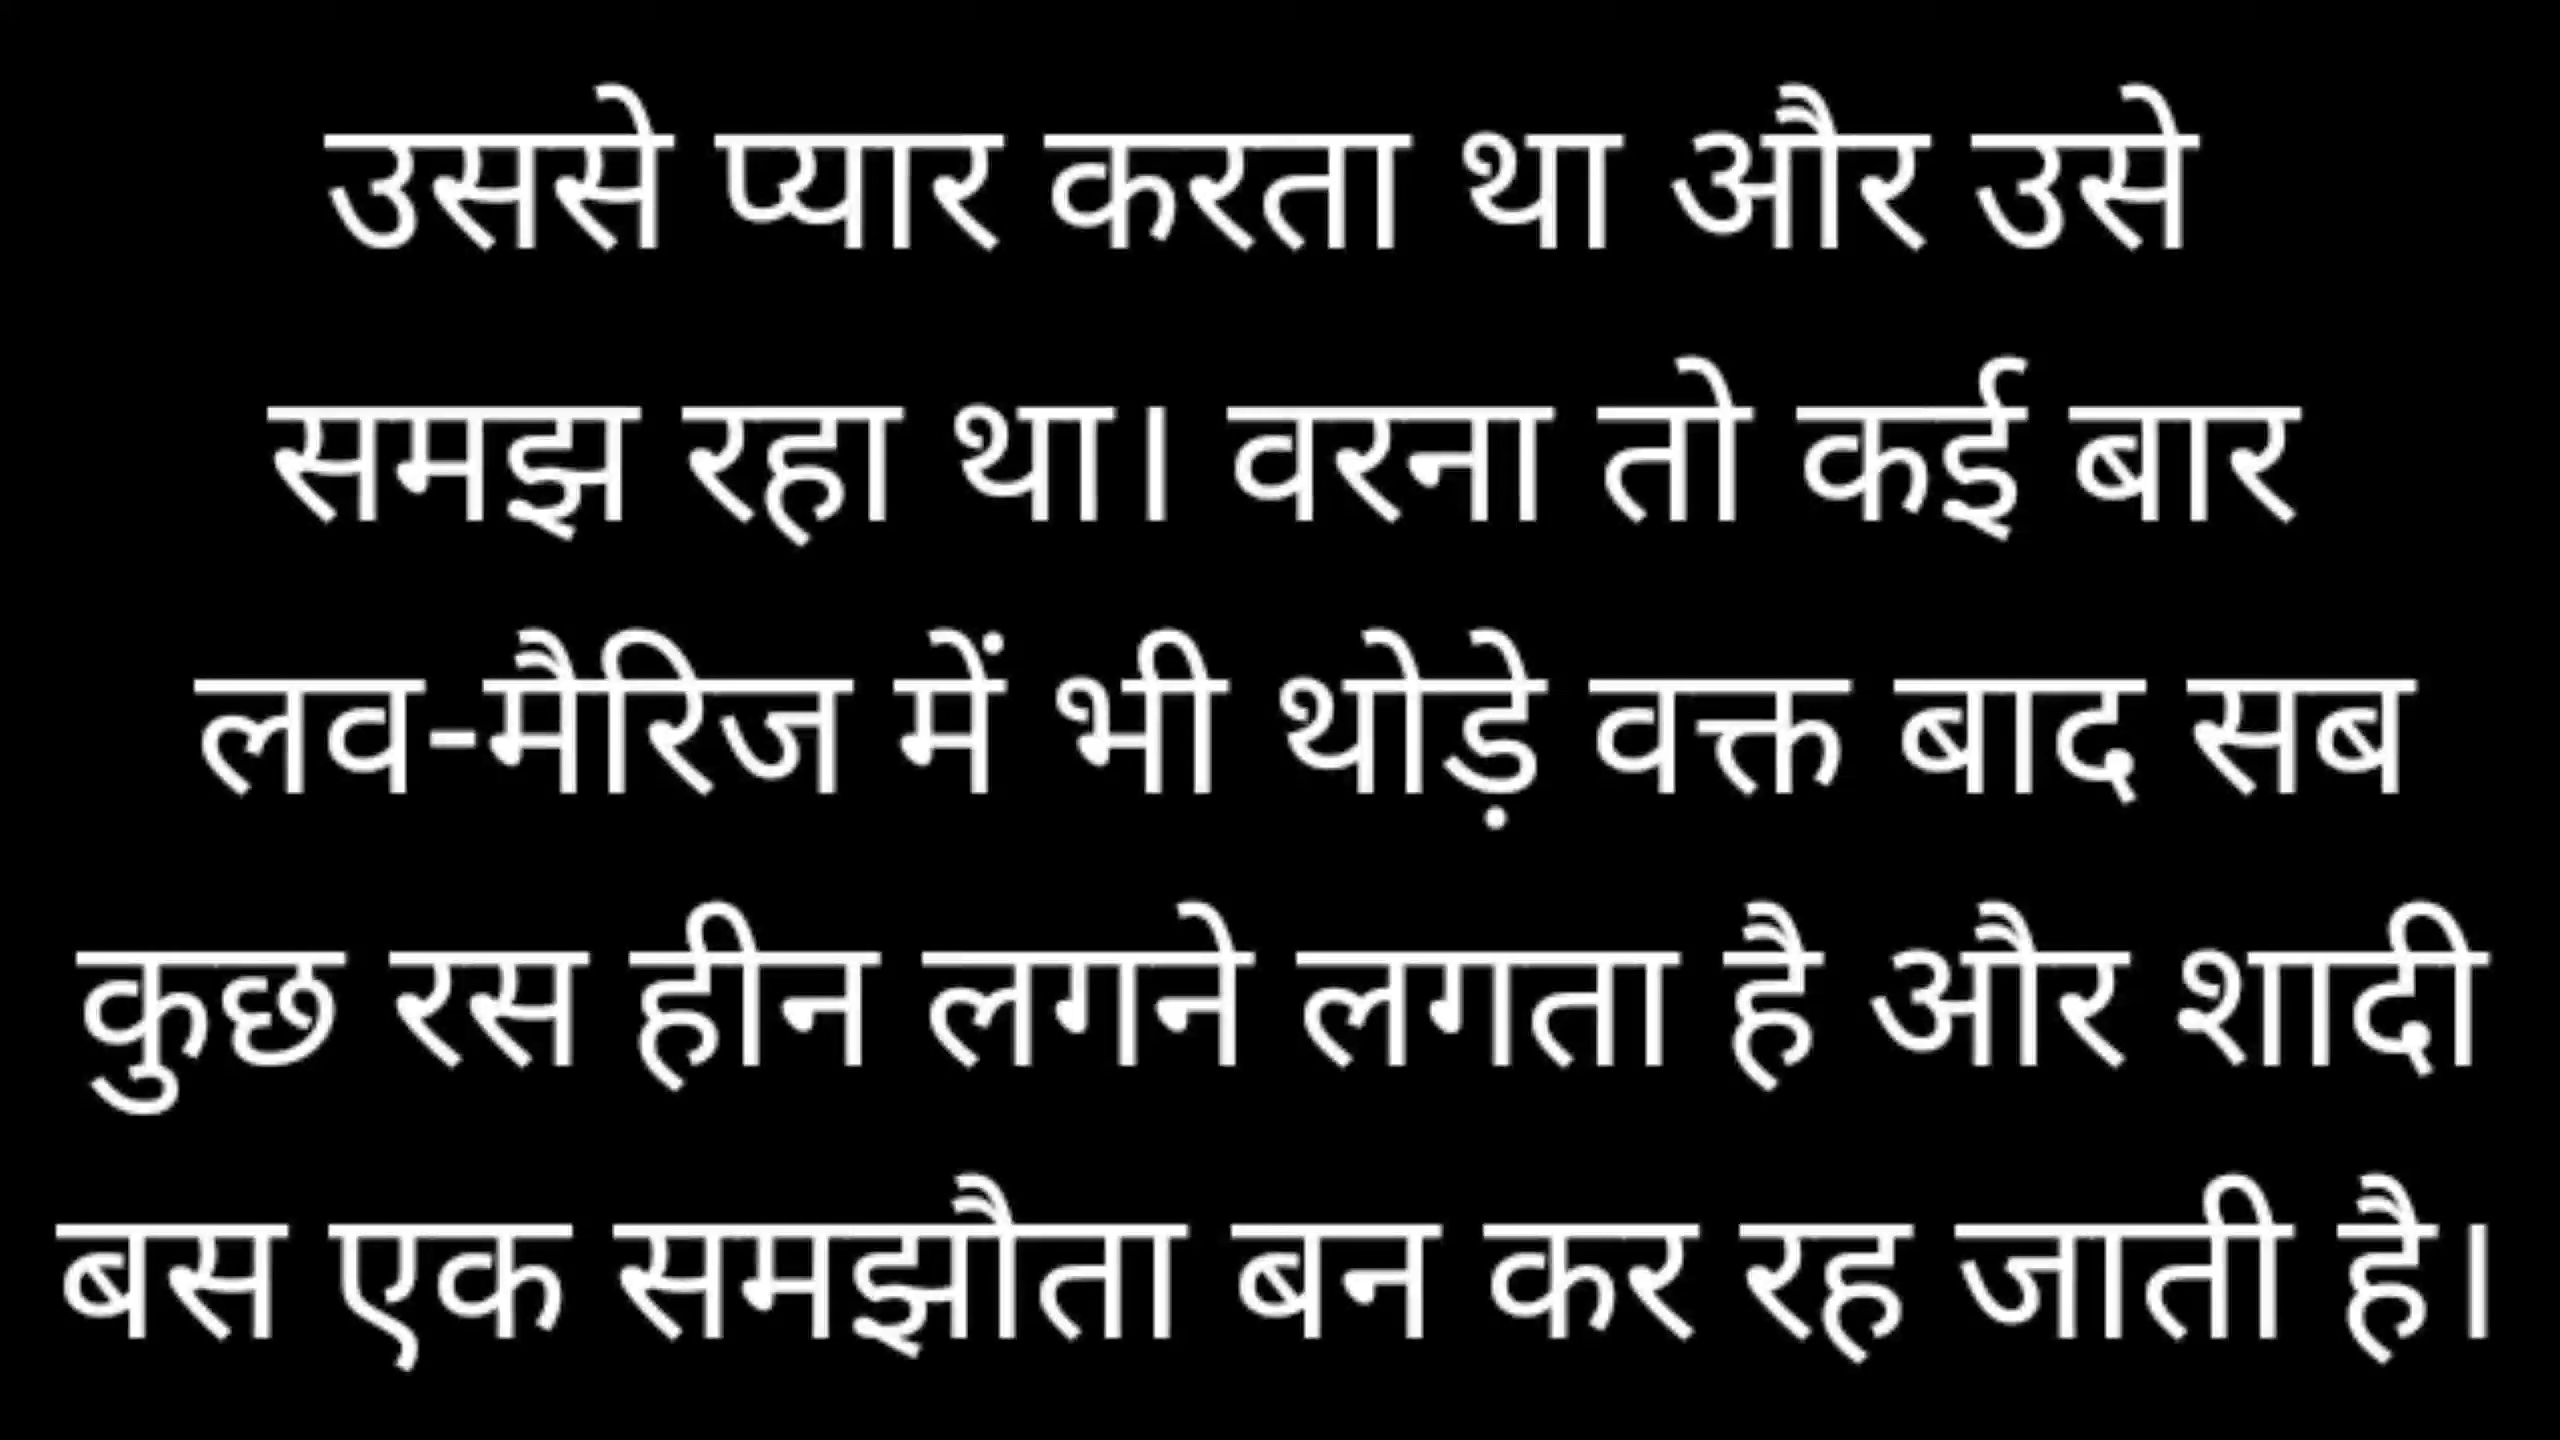 उससे प्यार करता था और उसे
समझ रहा था। वरना तो कई बार
लव-मैरिज में भी थोड़े वक्त बाद सब
कुछ रस हीन लगने लगता है और शादी
बस एक समझौता बन कर रह जाती है।